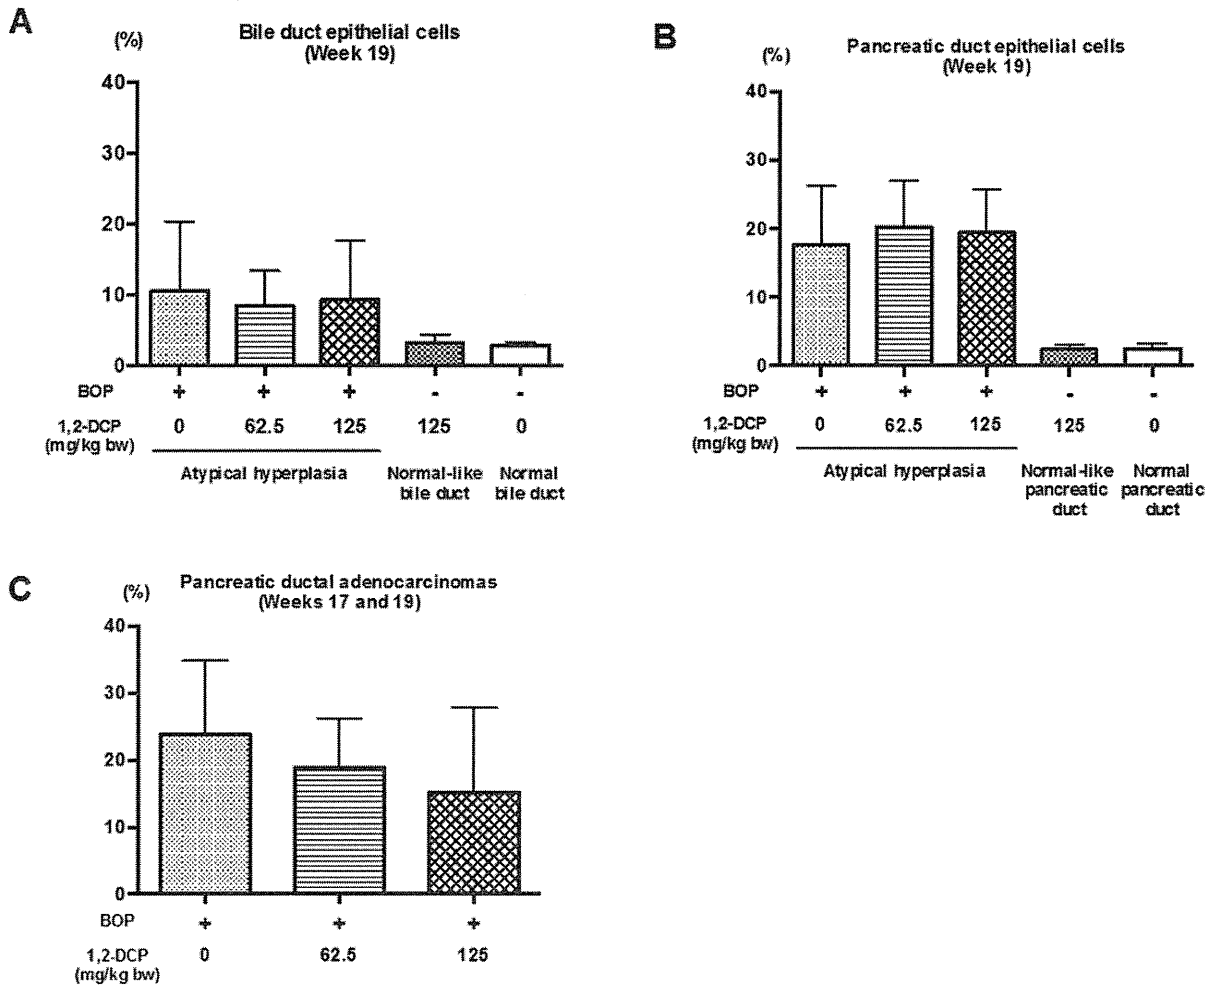 A
(%)
Bile duct epithelial cells
(Week 19)
40
30
20
10
0
BOP + + + - -
1,2-DCP 0 62.5 125 125 0
(mg/kg bw)
Atypical hyperplasia Normal-like Normal
bile duct bile duct
B
(%)
Pancreatic duct epithelial cells
(Week 19)
40
30
20
10
0
BOP + + + - -
1,2-DCP 0 62.5 125 125 0
(mg/kg bw)
Atypical hyperplasia Normal-like Normal
pancreatic pancreatic
duct duct
C
(%)
Pancreatic ductal adenocarcinomas
(Weeks 17 and 19)
40
30
20
10
0
BOP + + +
1,2-DCP 0 62.5 125
(mg/kg bw)